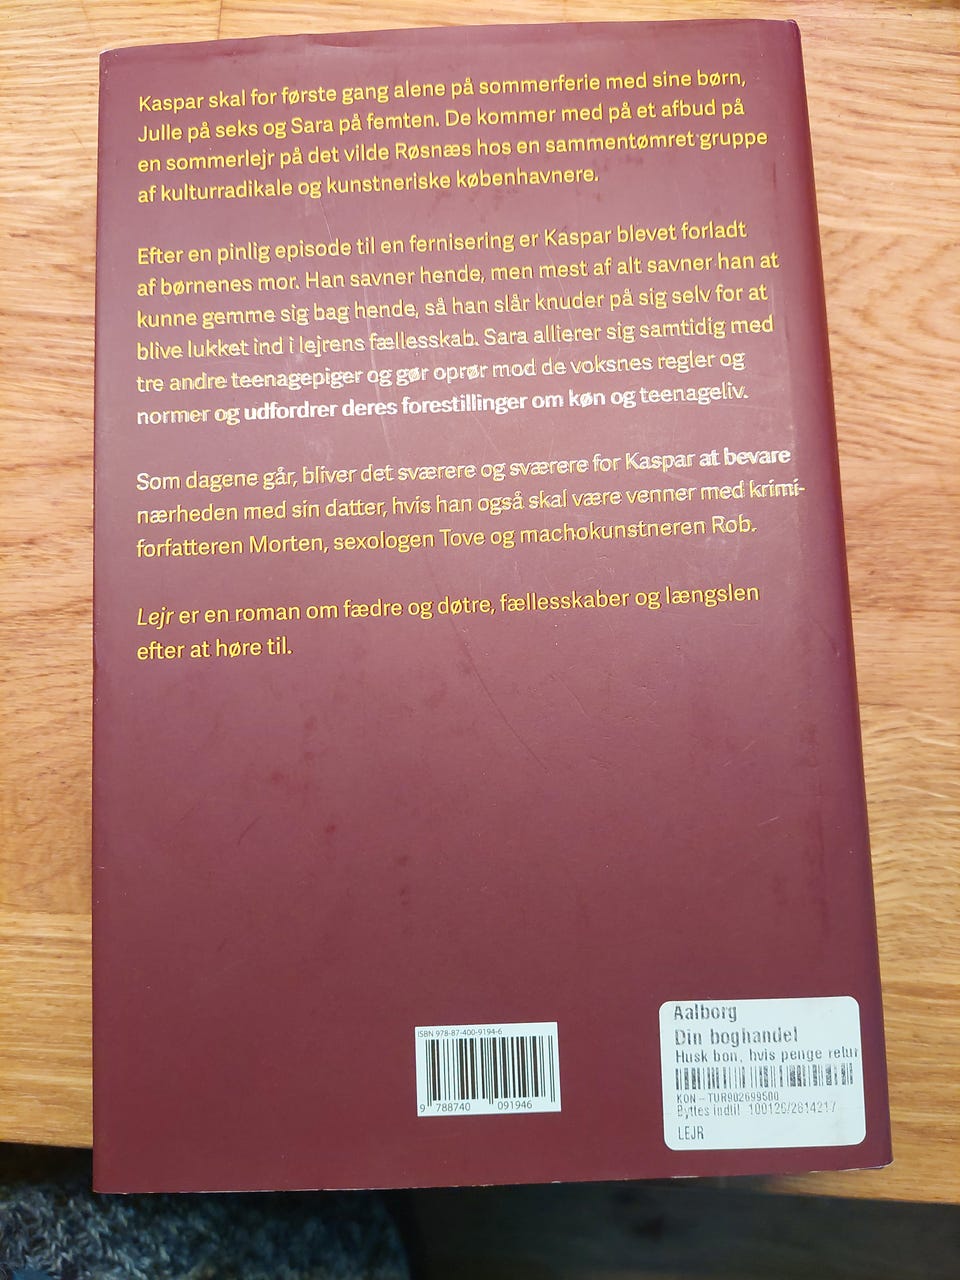 Kaspar skal for første gang alene på sommerferie med sine børn,
Julle på seks og Sara på femten. De kommer med på et afbud på
en sommerlejr på det vilde Røsnæs hos en sammentømret gruppe
af kulturradikale og kunstneriske københavnere.
Efter en pinlig episode til en fernisering er Kaspar blevet forladt
af børnenes mor. Han savner hende, men mest af alt savner han at
kunne gemme sig bag hende, så han slår knuder på sig selv for at
blive lukket ind i lejrens fællesskab. Sara allierer sig samtidig med
tre andre teenagepiger og gør oprør mod de voksnes regler og
normer og udfordrer deres forestillinger om køn og teenageliv.
Som dagene går, bliver det sværere og sværere for Kaspar at bevare
nærheden med sin datter, hvis han også skal være venner med krimi-
forfatteren Morten, sexologen Tove og machokunstneren Rob.
Lejr er en roman om fædre og døtre, fællesskaber og længslen
efter at høre til.
ISBN 978-87-400-9194-6
9 788740 091946
Aalborg
Din boghandel
Husk bon, hvis penge retur
KON - TUR902699500
Byttes indtil
LEJR